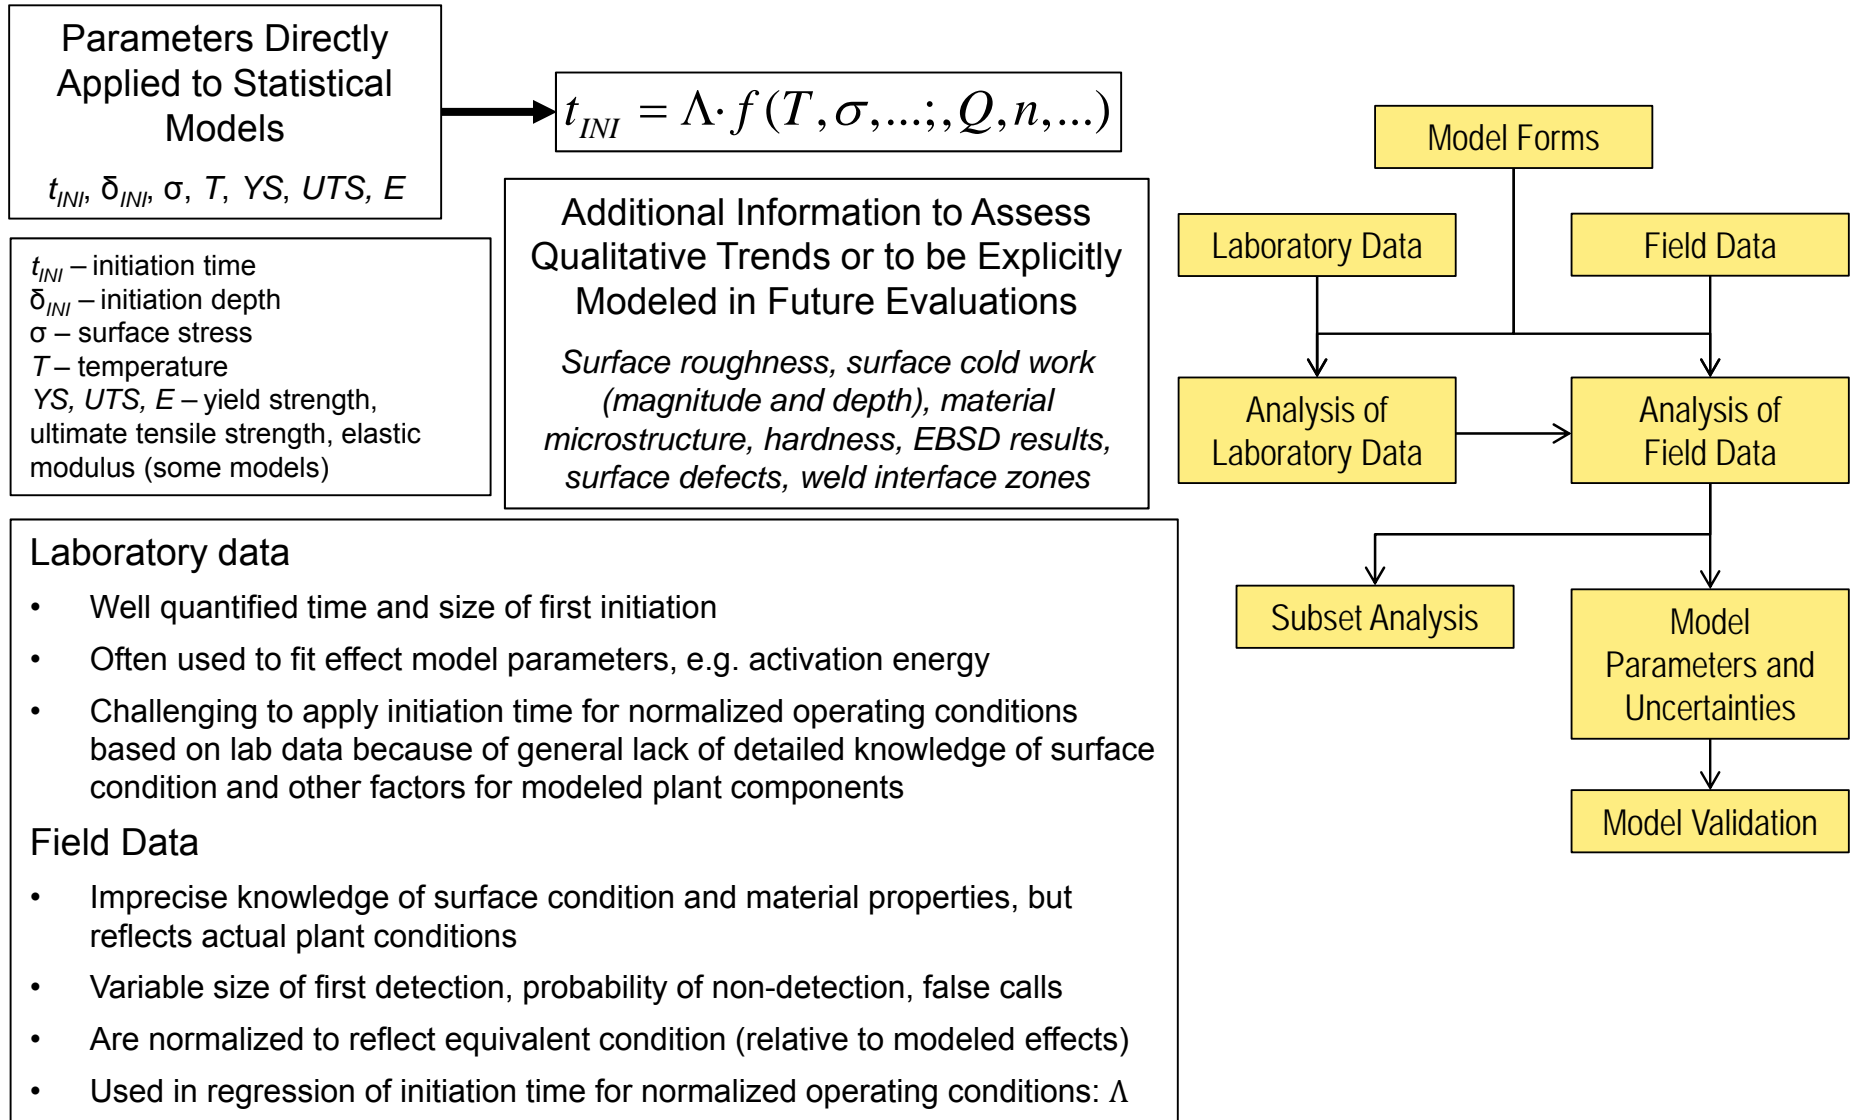 Parameters Directly
Applied to Statistical
Models
t_INI, δ_INI, σ, T, YS, UTS, E
t_INI = Λ· f (T, σ,...;,Q, n,...)
t_INI – initiation time
δ_INI – initiation depth
σ – surface stress
T – temperature
YS, UTS, E – yield strength,
ultimate tensile strength, elastic
modulus (some models)
Additional Information to Assess
Qualitative Trends or to be Explicitly
Modeled in Future Evaluations
Surface roughness, surface cold work
(magnitude and depth), material
microstructure, hardness, EBSD results,
surface defects, weld interface zones
Laboratory data
• Well quantified time and size of first initiation
• Often used to fit effect model parameters, e.g. activation energy
• Challenging to apply initiation time for normalized operating conditions
based on lab data because of general lack of detailed knowledge of surface
condition and other factors for modeled plant components
Field Data
• Imprecise knowledge of surface condition and material properties, but
reflects actual plant conditions
• Variable size of first detection, probability of non-detection, false calls
• Are normalized to reflect equivalent condition (relative to modeled effects)
• Used in regression of initiation time for normalized operating conditions: Λ
Model Forms
Laboratory Data
Field Data
Analysis of
Laboratory Data
Analysis of
Field Data
Subset Analysis
Model
Parameters and
Uncertainties
Model Validation